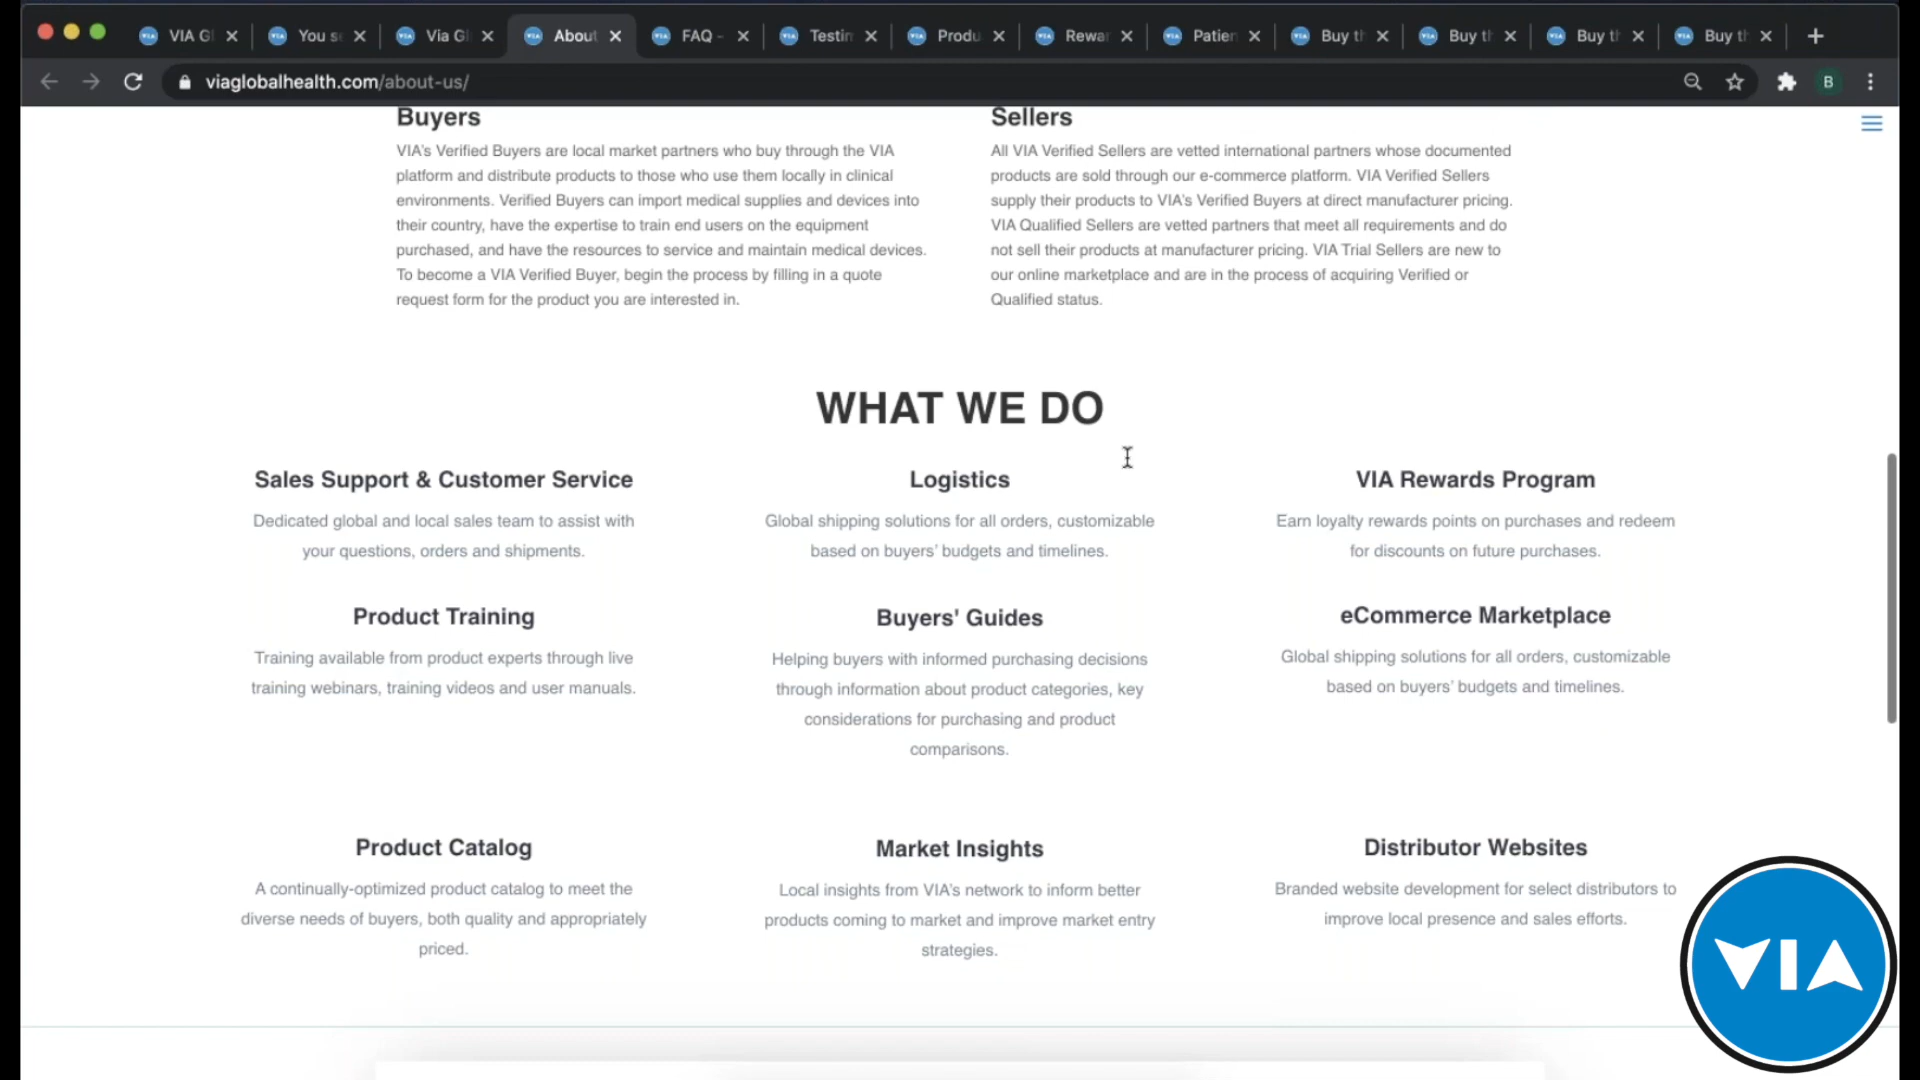 VIA Gl
You s
Via Gl
About
FAQ -
Testin
Produ
Rewar
Patien
Buy th
Buy th
Buy th
Buy th
viaglobalhealth.com/about-us/
B
Buyers
VIA's Verified Buyers are local market partners who buy through the VIA
platform and distribute products to those who use them locally in clinical
environments. Verified Buyers can import medical supplies and devices into
their country, have the expertise to train end users on the equipment
purchased, and have the resources to service and maintain medical devices.
To become a VIA Verified Buyer, begin the process by filling in a quote
request form for the product you are interested in.
Sellers
All VIA Verified Sellers are vetted international partners whose documented
products are sold through our e-commerce platform. VIA Verified Sellers
supply their products to VIA's Verified Buyers at direct manufacturer pricing.
VIA Qualified Sellers are vetted partners that meet all requirements and do
not sell their products at manufacturer pricing. VIA Trial Sellers are new to
our online marketplace and are in the process of acquiring Verified or
Qualified status.
WHAT WE DO
Sales Support & Customer Service
Dedicated global and local sales team to assist with
your questions, orders and shipments.
Logistics
Global shipping solutions for all orders, customizable
based on buyers' budgets and timelines.
VIA Rewards Program
Earn loyalty rewards points on purchases and redeem
for discounts on future purchases.
Product Training
Training available from product experts through live
training webinars, training videos and user manuals.
Buyers' Guides
Helping buyers with informed purchasing decisions
through information about product categories, key
considerations for purchasing and product
comparisons.
eCommerce Marketplace
Global shipping solutions for all orders, customizable
based on buyers' budgets and timelines.
Product Catalog
A continually-optimized product catalog to meet the
diverse needs of buyers, both quality and appropriately
priced.
Market Insights
Local insights from VIA's network to inform better
products coming to market and improve market entry
strategies.
Distributor Websites
Branded website development for select distributors to
improve local presence and sales efforts.
VIA